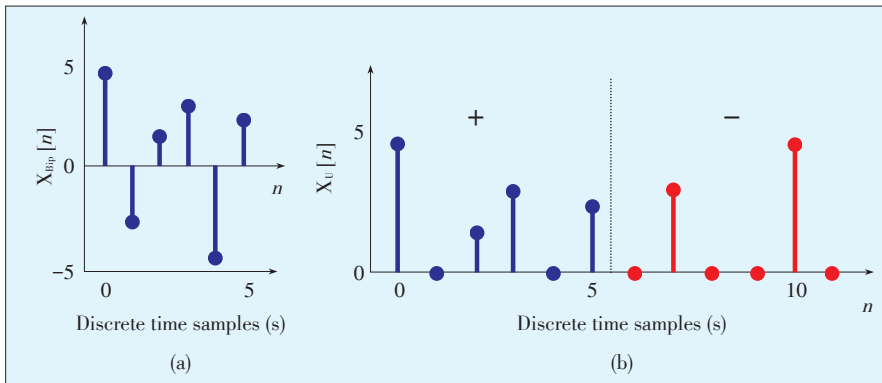 5
0
−5
X_Bip [n]
n
0 5
Discrete time samples (s)
(a)
5
0
X_U [n]
+ −
0 5 10
n
Discrete time samples (s)
(b)